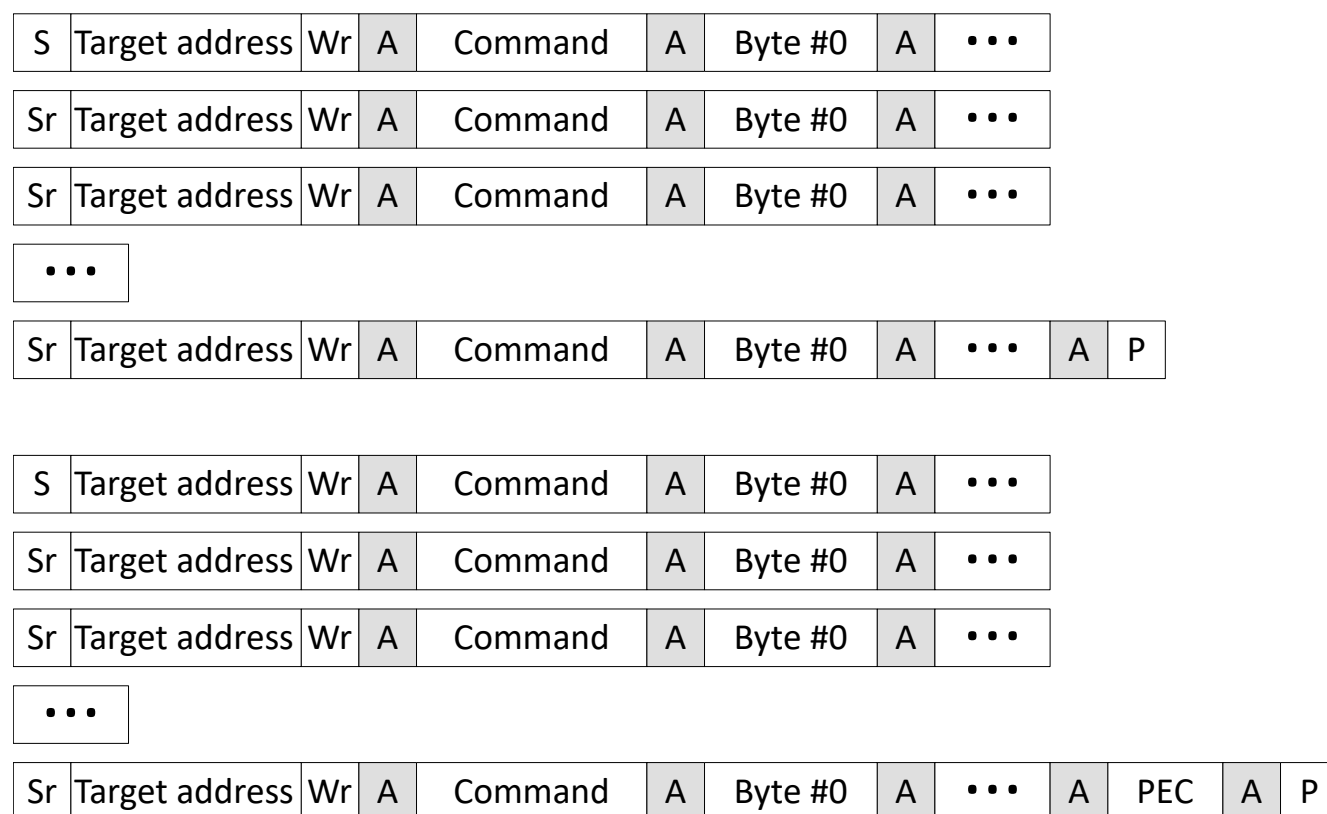 S Target address Wr A Command A Byte #0 A •••
Sr Target address Wr A Command A Byte #0 A •••
Sr Target address Wr A Command A Byte #0 A •••
•••
Sr Target address Wr A Command A Byte #0 A ••• A P
S Target address Wr A Command A Byte #0 A •••
Sr Target address Wr A Command A Byte #0 A •••
Sr Target address Wr A Command A Byte #0 A •••
•••
Sr Target address Wr A Command A Byte #0 A ••• A PEC A P